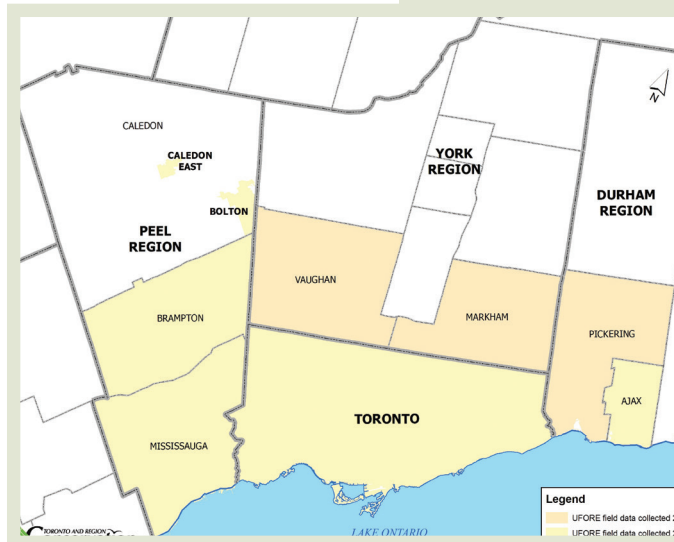 N
CALEDON
CALEDON
EAST
BOLTON
PEEL
REGION
YORK
REGION
DURHAM
REGION
VAUGHAN
MARKHAM
PICKERING
BRAMPTON
AJAX
TORONTO
MISSISSAUGA
Legend
UFORE field data collected
UFORE field data collected
TORONTO AND REGION
LAKE ONTARIO